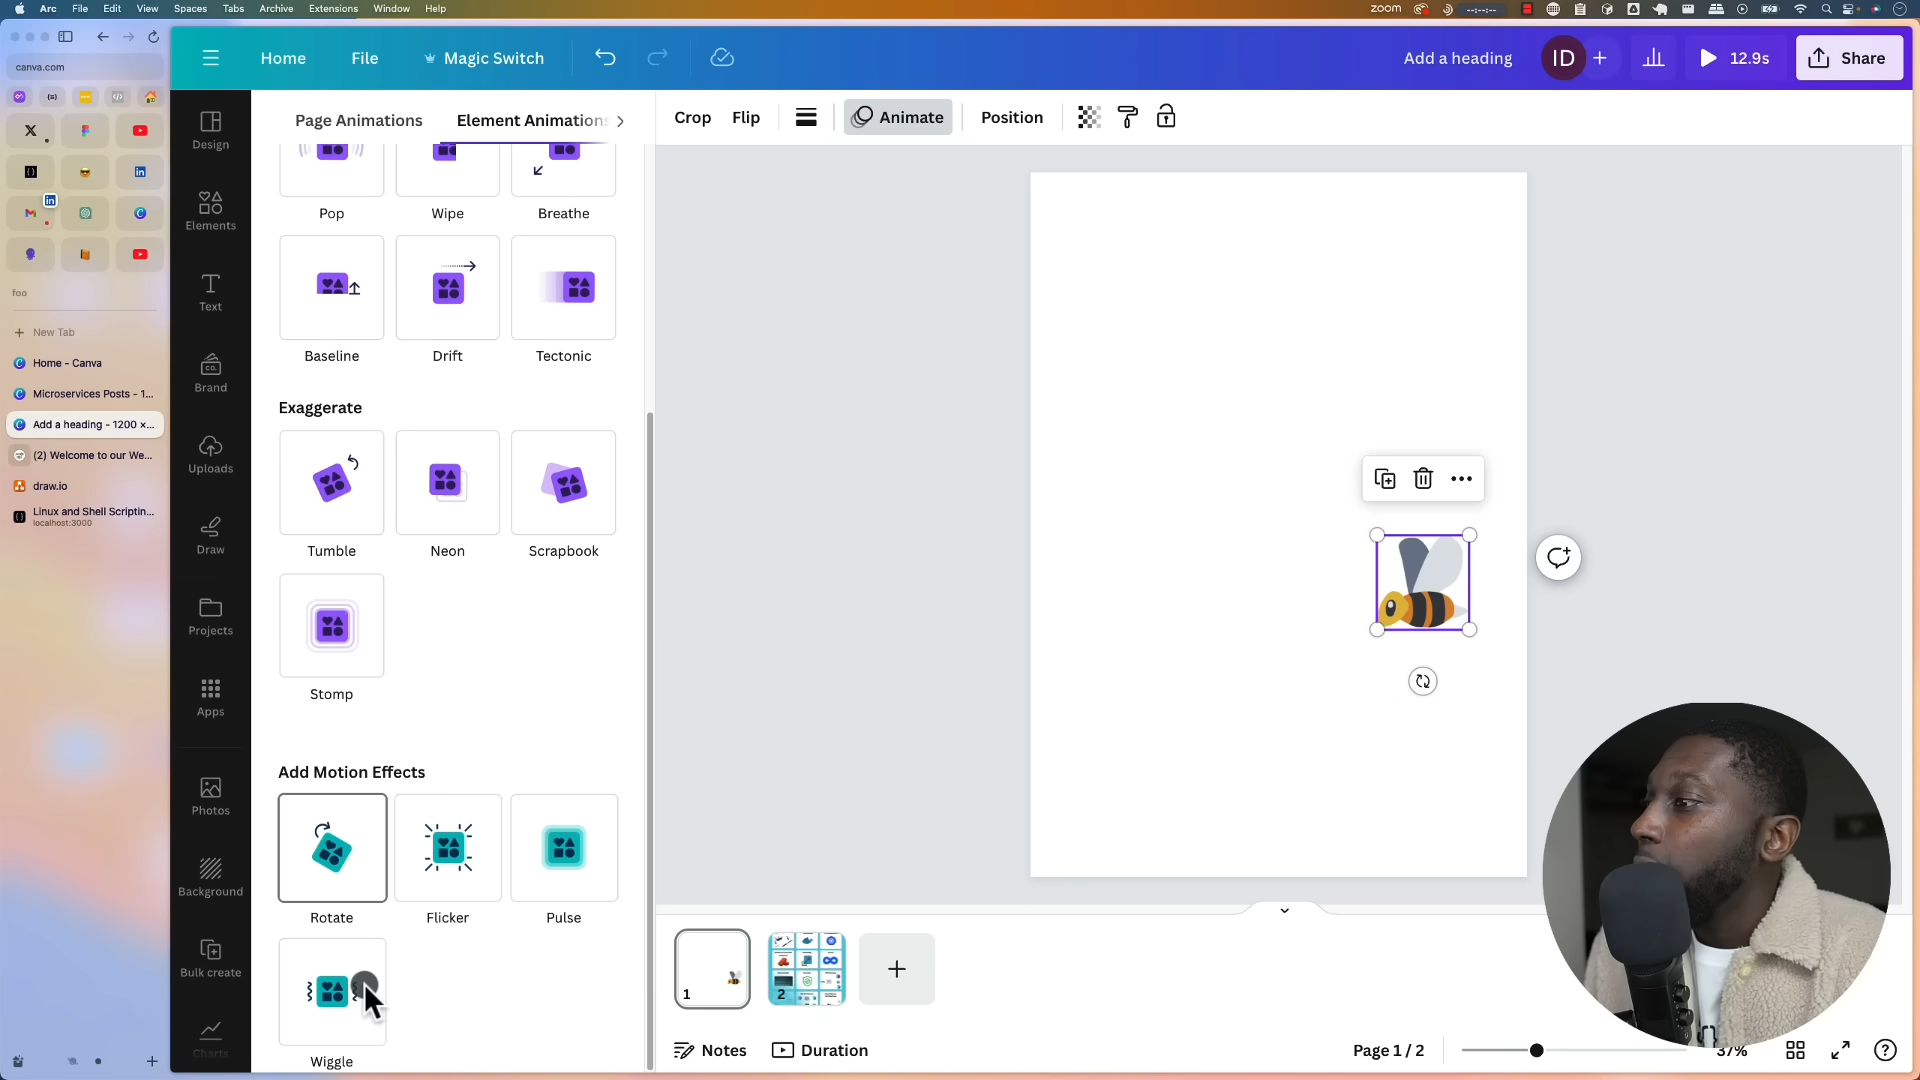 Arc File Edit View Spaces Tabs Archive Extensions Window Help
zoom --:--:--
canva.com
foo
New Tab
Home - Canva
Microservices Posts - 1...
Add a heading - 1200 ×...
(2) Welcome to our We...
draw.io
Linux and Shell Scriptin...
localhost:3000
Home File Magic Switch
Add a heading ID 12.9s Share
Design
Elements
Text
Brand
Uploads
Draw
Projects
Apps
Photos
Background
Bulk create
Charts
Page Animations Element Animations
Pop Wipe Breathe
Baseline Drift Tectonic
Exaggerate
Tumble Neon Scrapbook
Stomp
Add Motion Effects
Rotate Flicker Pulse
Wiggle
Crop Flip Animate Position
1 2
Notes Duration
Page 1 / 2 37%